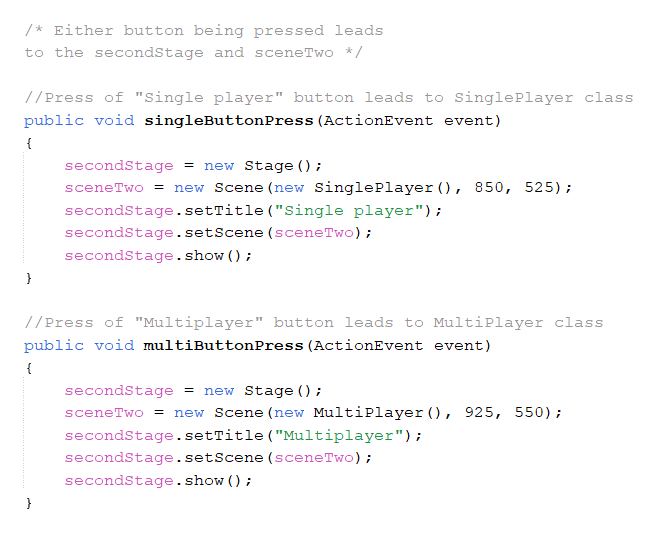 /* Either button being pressed leads
to the secondStage and sceneTwo */
//Press of "Single player" button leads to SinglePlayer class
public void singleButtonPress(ActionEvent event)
{
secondStage = new Stage();
sceneTwo = new Scene(new SinglePlayer(), 850, 525);
secondStage.setTitle("Single player");
secondStage.setScene(sceneTwo);
secondStage.show();
}
//Press of "Multiplayer" button leads to MultiPlayer class
public void multiButtonPress(ActionEvent event)
{
secondStage = new Stage();
sceneTwo = new Scene(new MultiPlayer(), 925, 550);
secondStage.setTitle("Multiplayer");
secondStage.setScene(sceneTwo);
secondStage.show();
}